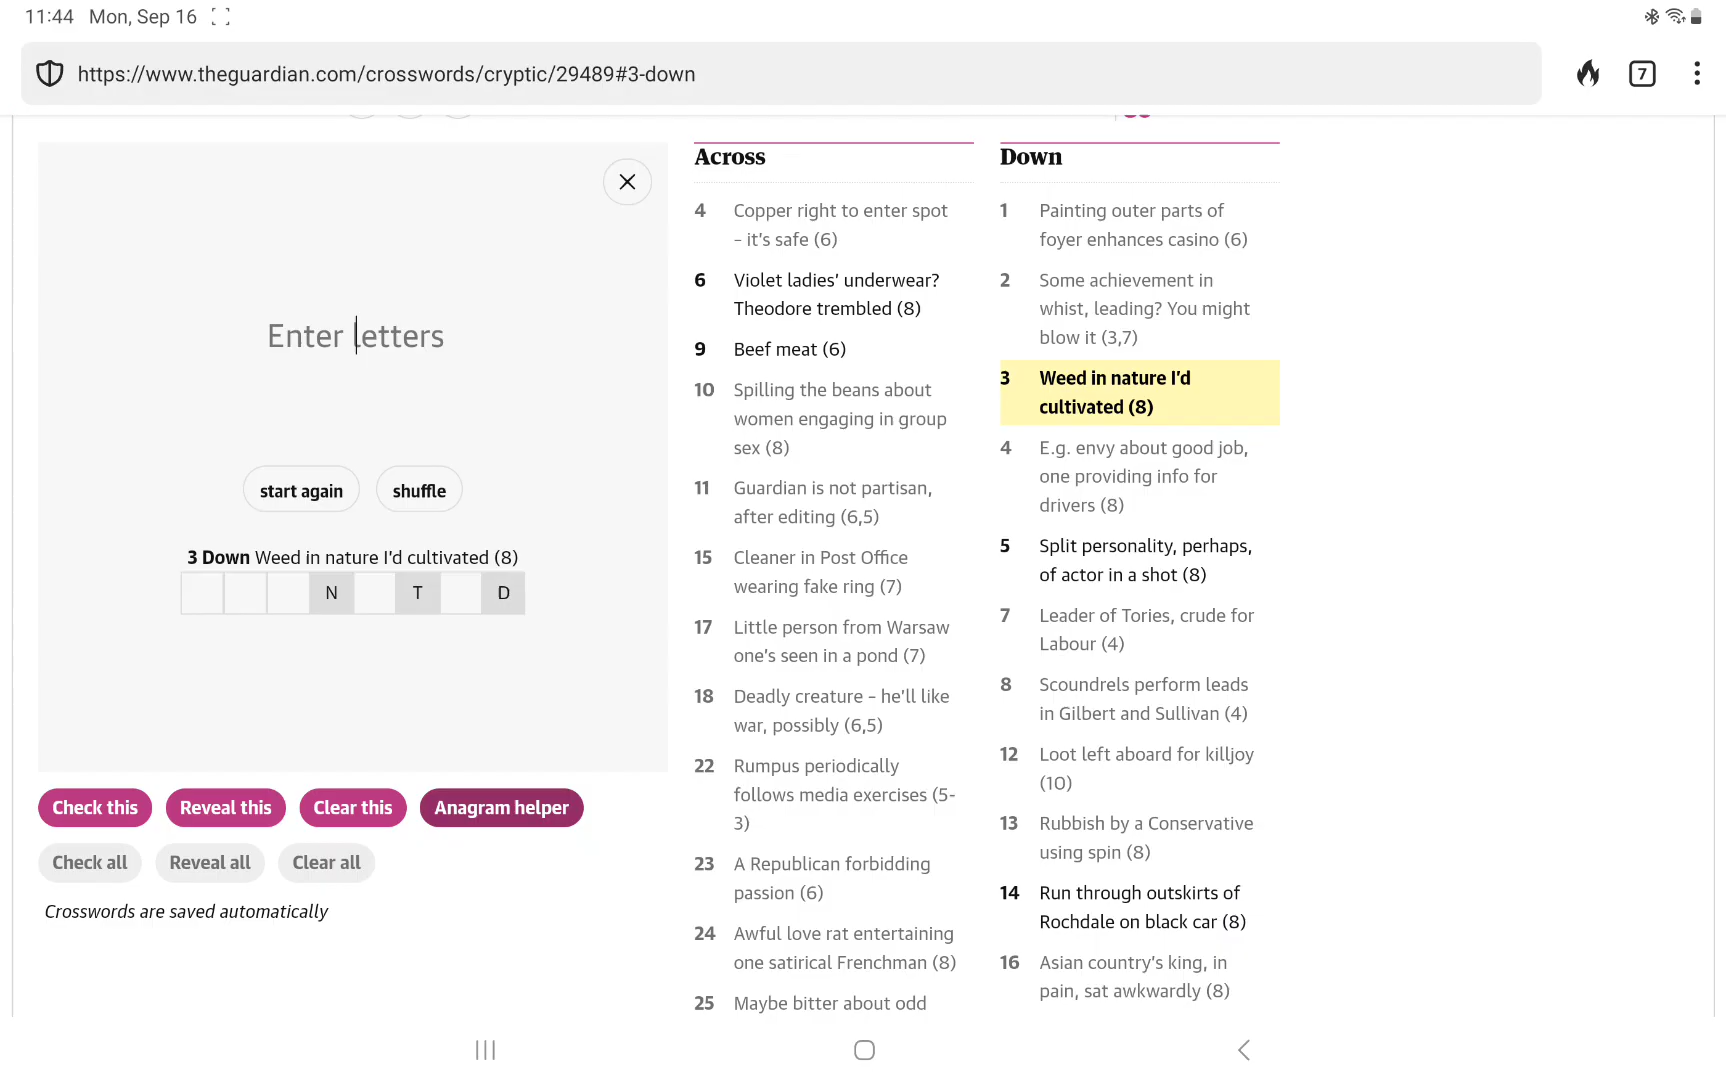 11:44 Mon, Sep 16
https://www.theguardian.com/crosswords/cryptic/29489#3-down
7
Enter letters
start again
shuffle
3 Down Weed in nature I'd cultivated (8)
N T D
Check this
Reveal this
Clear this
Anagram helper
Check all
Reveal all
Clear all
Crosswords are saved automatically
Across
4 Copper right to enter spot
– it's safe (6)
6 Violet ladies' underwear?
Theodore trembled (8)
9 Beef meat (6)
10 Spilling the beans about
women engaging in group
sex (8)
11 Guardian is not partisan,
after editing (6,5)
15 Cleaner in Post Office
wearing fake ring (7)
17 Little person from Warsaw
one's seen in a pond (7)
18 Deadly creature – he'll like
war, possibly (6,5)
22 Rumpus periodically
follows media exercises (5-
3)
23 A Republican forbidding
passion (6)
24 Awful love rat entertaining
one satirical Frenchman (8)
25 Maybe bitter about odd
Down
1 Painting outer parts of
foyer enhances casino (6)
2 Some achievement in
whist, leading? You might
blow it (3,7)
3 Weed in nature I'd
cultivated (8)
4 E.g. envy about good job,
one providing info for
drivers (8)
5 Split personality, perhaps,
of actor in a shot (8)
7 Leader of Tories, crude for
Labour (4)
8 Scoundrels perform leads
in Gilbert and Sullivan (4)
12 Loot left aboard for killjoy
(10)
13 Rubbish by a Conservative
using spin (8)
14 Run through outskirts of
Rochdale on black car (8)
16 Asian country's king, in
pain, sat awkwardly (8)